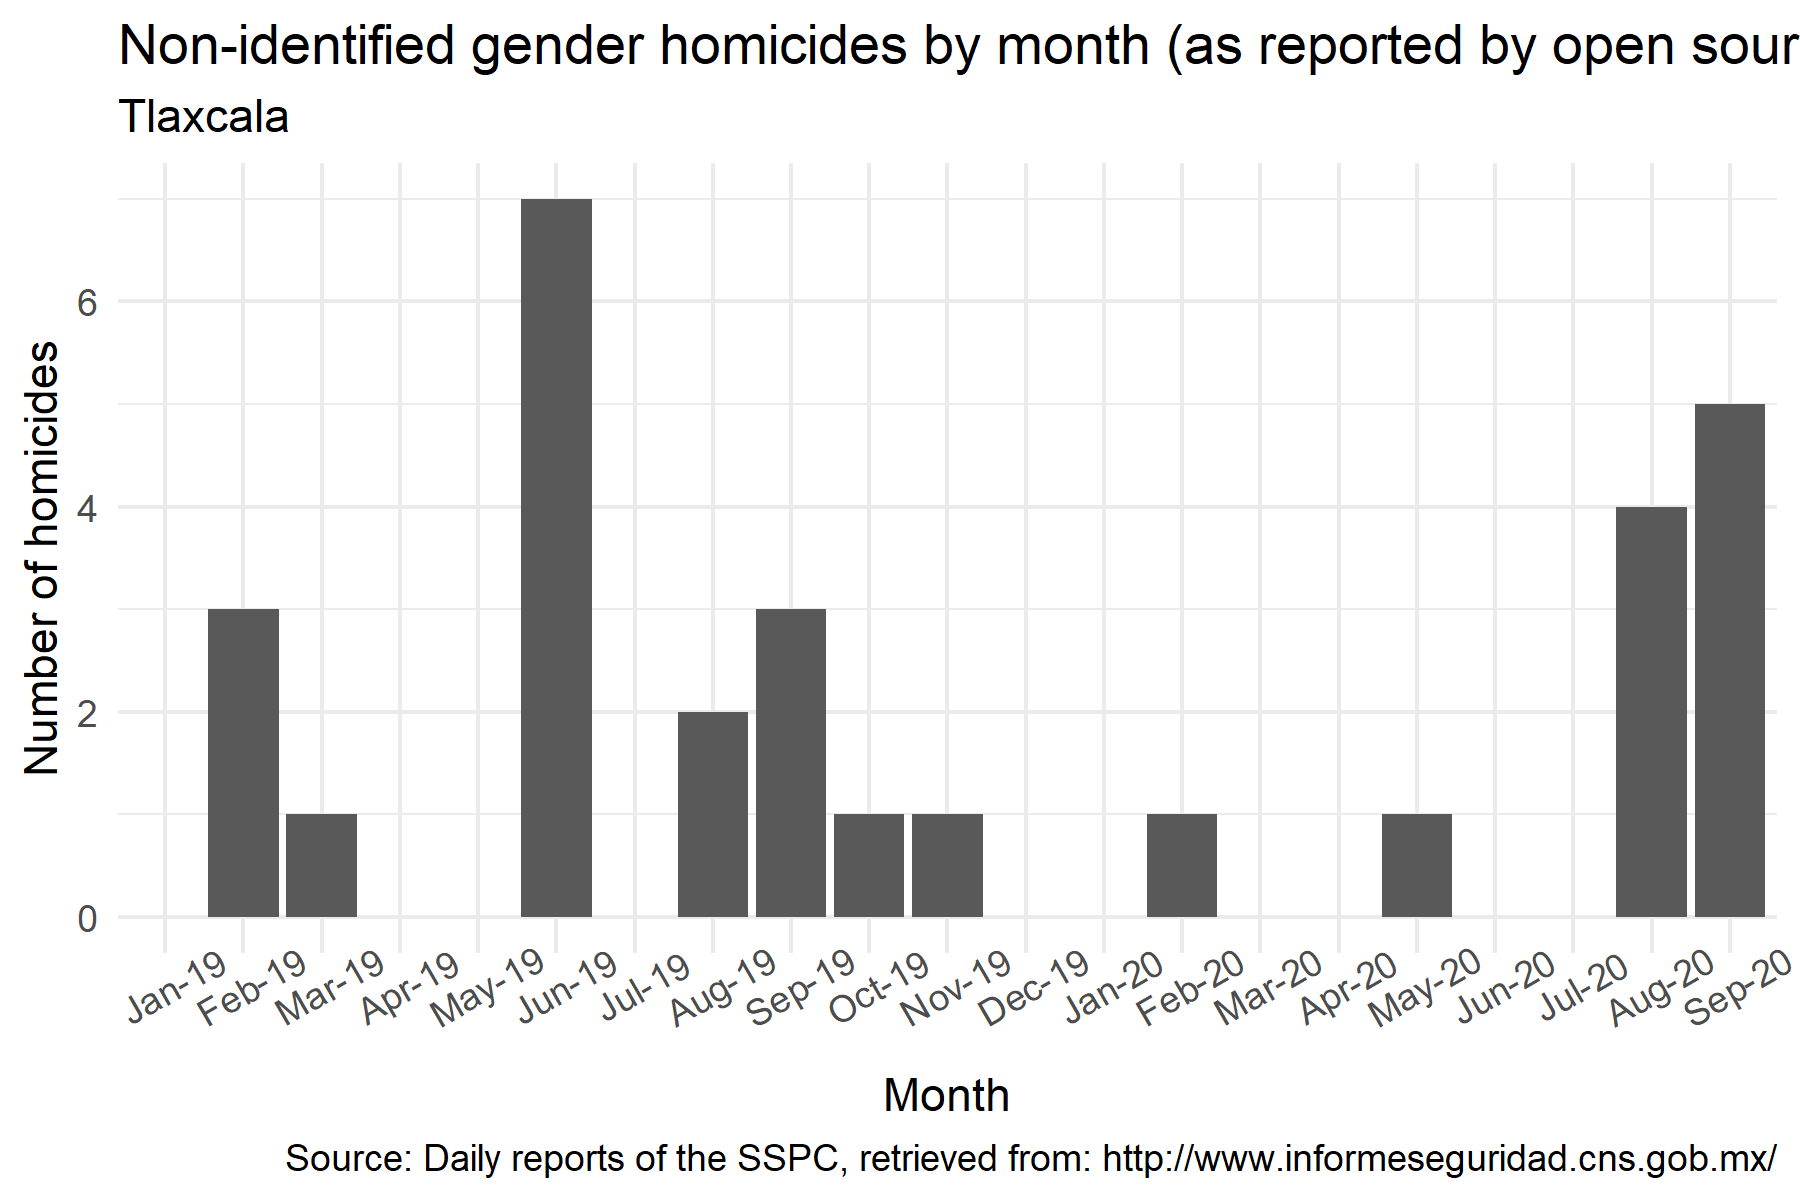 Non-identified gender homicides by month (as reported by open sour
Tlaxcala
Number of homicides
6
4
2
0
Jan-19
Feb-19
Mar-19
Apr-19
May-19
Jun-19
Jul-19
Aug-19
Sep-19
Oct-19
Nov-19
Dec-19
Jan-20
Feb-20
Mar-20
Apr-20
May-20
Jun-20
Jul-20
Aug-20
Sep-20
Month
Source: Daily reports of the SSPC, retrieved from: http://www.informeseguridad.cns.gob.mx/